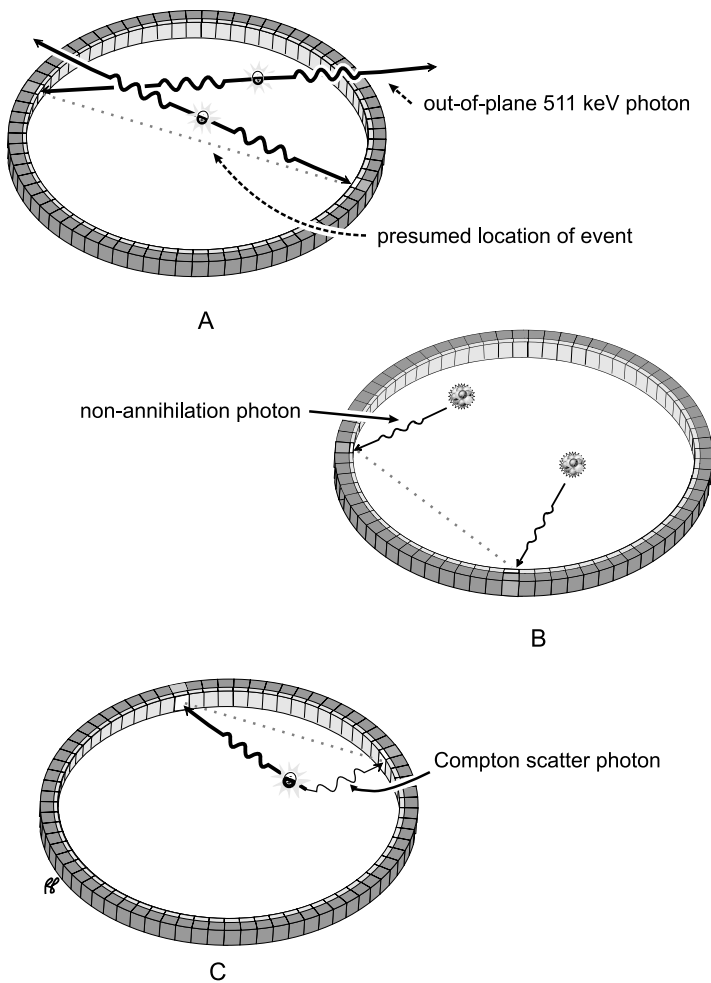 out-of-plane 511 keV photon
presumed location of event
A
non-annihilation photon
B
Compton scatter photon
C